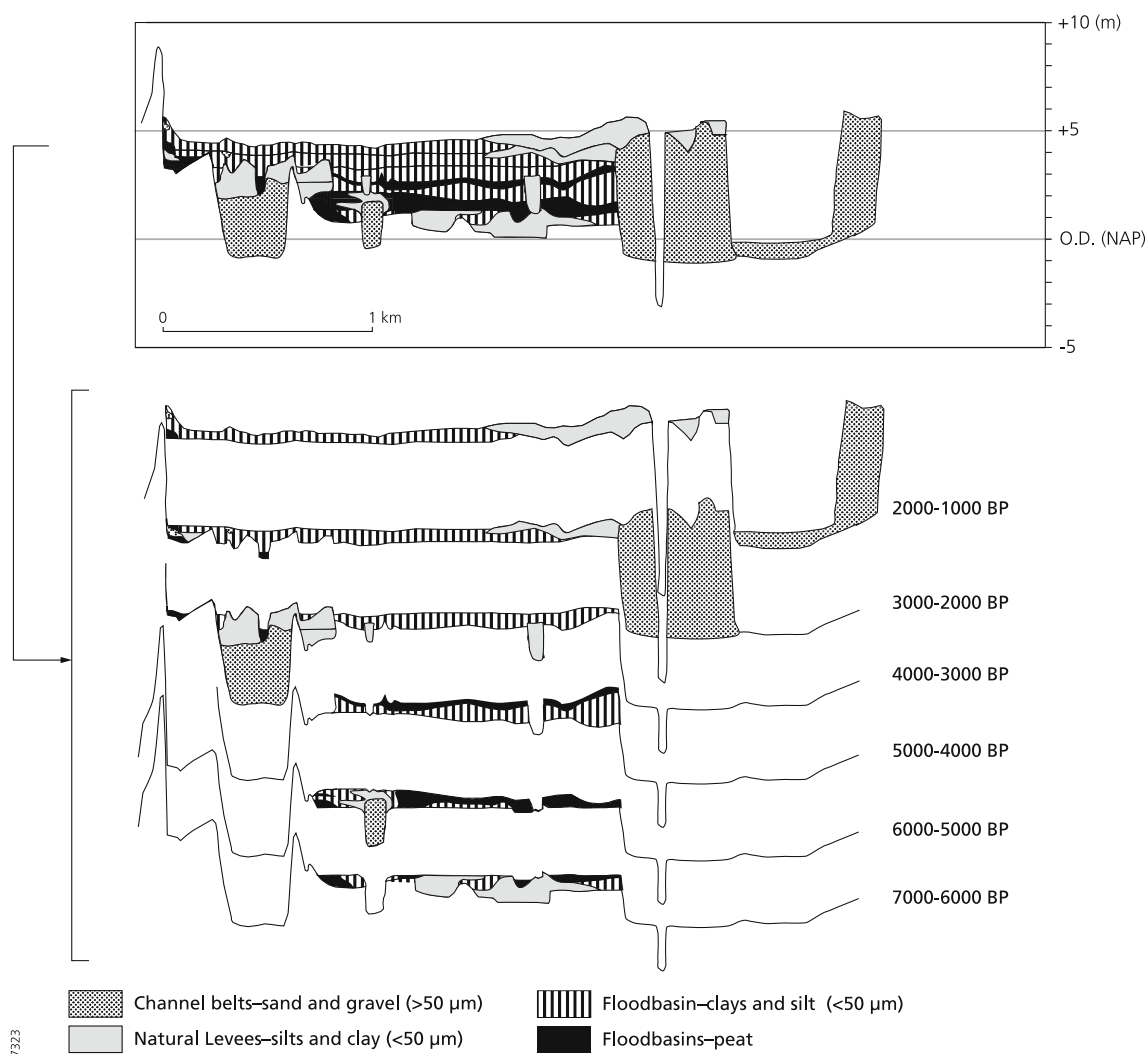 +10 (m)
+5
O.D. (NAP)
0
1 km
-5
2000-1000 BP
3000-2000 BP
4000-3000 BP
5000-4000 BP
6000-5000 BP
7000-6000 BP
Channel belts–sand and gravel (>50 µm)
Floodbasin–clays and silt (<50 µm)
Natural Levees–silts and clay (<50 µm)
Floodbasins–peat
7323